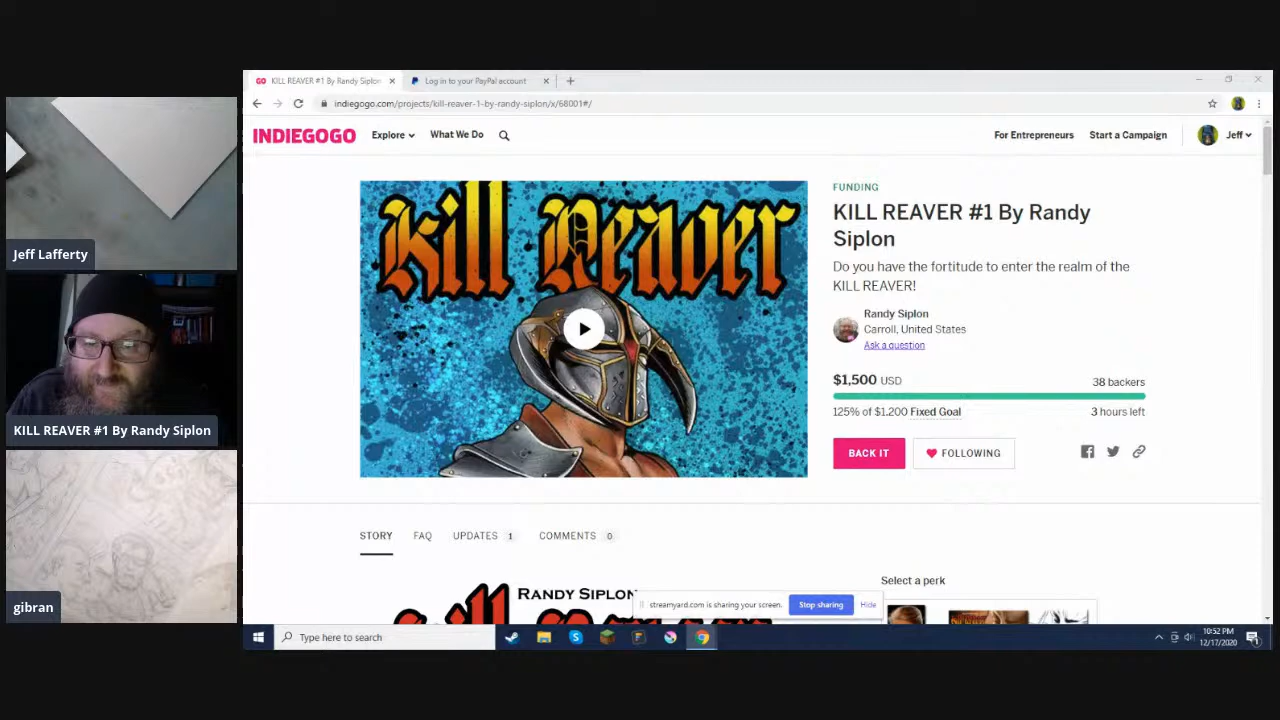 KILL REAVER #1 By Randy Siplon
Log in to your PayPal account
indiegogo.com/projects/kill-reaver-1-by-randy-siplon/x/68001#/
INDIEGOGO
Explore
What We Do
For Entrepreneurs
Start a Campaign
Jeff
Jeff Lafferty
KILL REAVER #1 By Randy Siplon
gibran
Kill Reaver
FUNDING
KILL REAVER #1 By Randy
Siplon
Do you have the fortitude to enter the realm of the
KILL REAVER!
Randy Siplon
Carroll, United States
Ask a question
$1,500 USD
38 backers
125% of $1,200 Fixed Goal
3 hours left
BACK IT
FOLLOWING
STORY
FAQ
UPDATES 1
COMMENTS 0
RANDY SIPLON
Select a perk
streamyard.com is sharing your screen.
Stop sharing
Hide
Type here to search
10:52 PM
12/17/2020